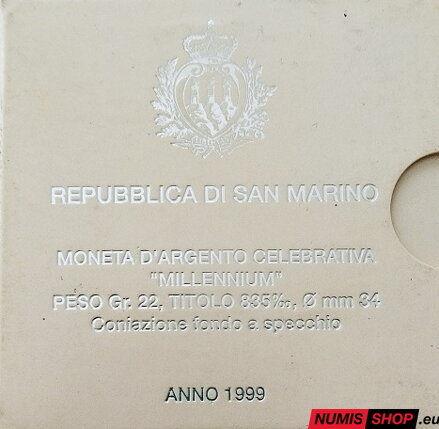 REPUBBLICA DI SAN MARINO
MONETA D'ARGENTO CELEBRATIVA
"MILLENNIUM"
PESO Gr. 22, TITOLO 835‰, Ø mm 34
Coniazione fondo a specchio
ANNO 1999
NUMIS SHOP.eu